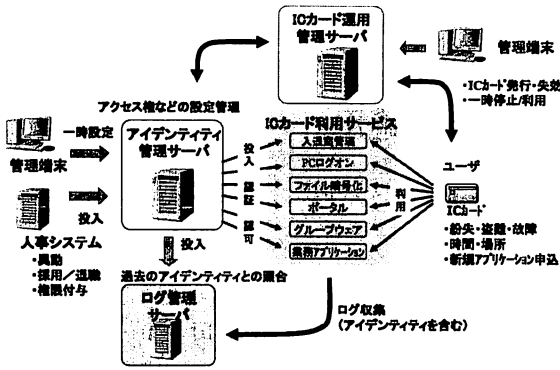 ICカード運用
管理サーバ
管理端末
・ICカード発行・失効
・一時停止/利用
アクセス権などの設定管理
一時設定
管理端末
アイデンティティ
管理サーバ
投入
認証
認可
ICカード利用サービス
入退室管理
PCログオン
ファイル暗号化
ポータル
グループウェア
業務アプリケーション
利用
ユーザ
ICカード
・紛失・盗難・故障
・時間・場所
・新規アプリケーション申込
投入
人事システム
・異動
・採用/退職
・権限付与
投入
過去のアイデンティティとの照合
ログ管理
サーバ
ログ収集
(アイデンティティを含む)